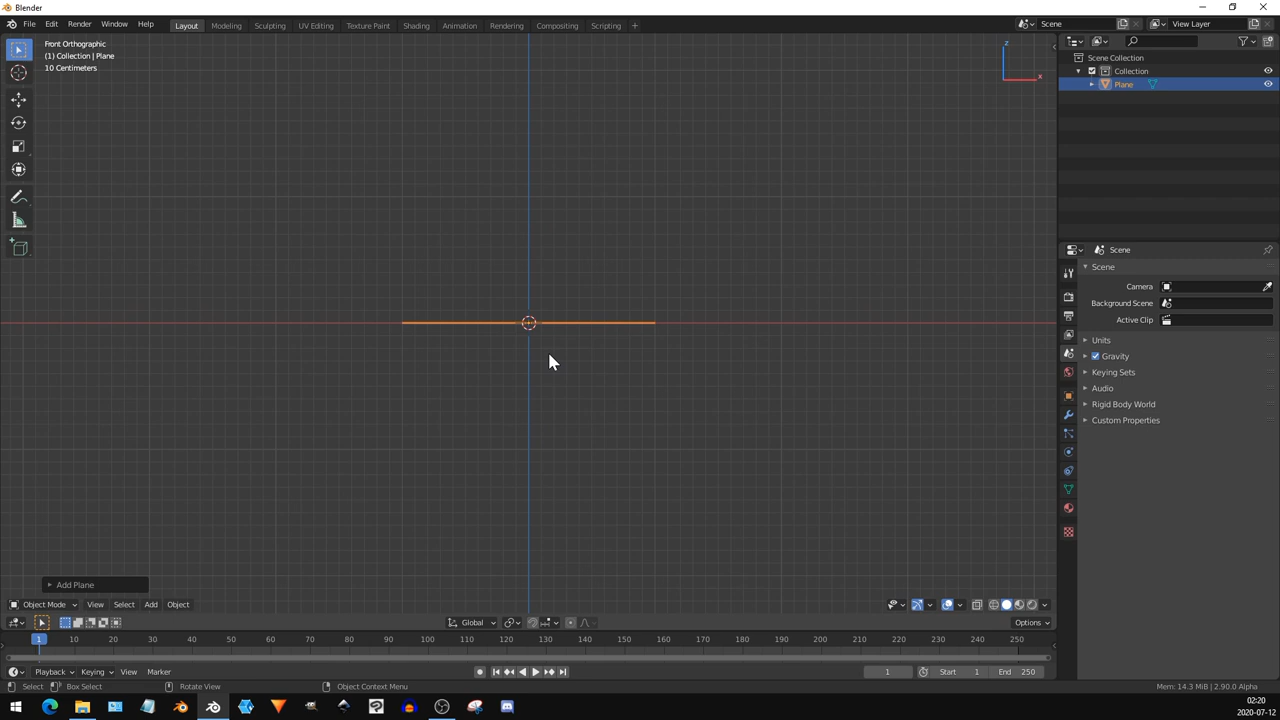 Blender
File Edit Render Window Help Layout Modeling Sculpting UV Editing Texture Paint Shading Animation Rendering Compositing Scripting + Scene View Layer
Front Orthographic
(1) Collection | Plane
10 Centimeters
z
x
Scene Collection
Collection
Plane
Scene
Scene
Camera
Background Scene
Active Clip
Units
Gravity
Keying Sets
Audio
Rigid Body World
Custom Properties
Add Plane
Object Mode View Select Add Object
Global Options
1 10 20 30 40 50 60 70 80 90 100 110 120 130 140 150 160 170 180 190 200 210 220 230 240 250
Playback Keying View Marker 1 Start 1 End 250
Select Box Select Rotate View Object Context Menu Mem: 14.3 MiB | 2.90.0 Alpha
02:20
2020-07-12